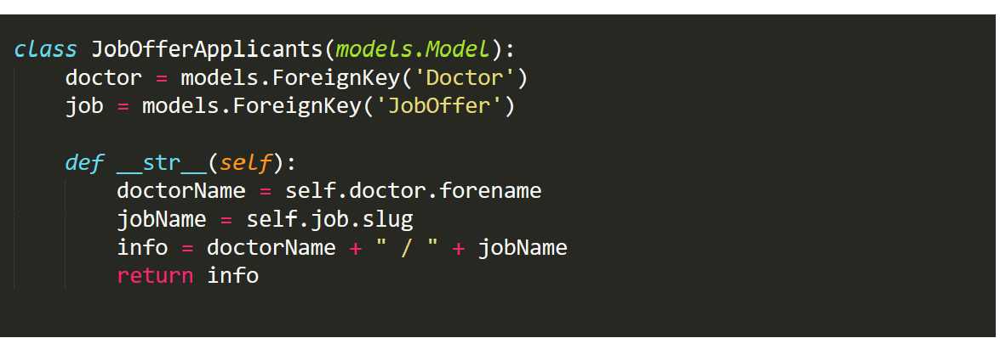 class JobOfferApplicants(models.Model):
    doctor = models.ForeignKey('Doctor')
    job = models.ForeignKey('JobOffer')
    def __str__(self):
        doctorName = self.doctor.forename
        jobName = self.job.slug
        info = doctorName + " / " + jobName
        return info